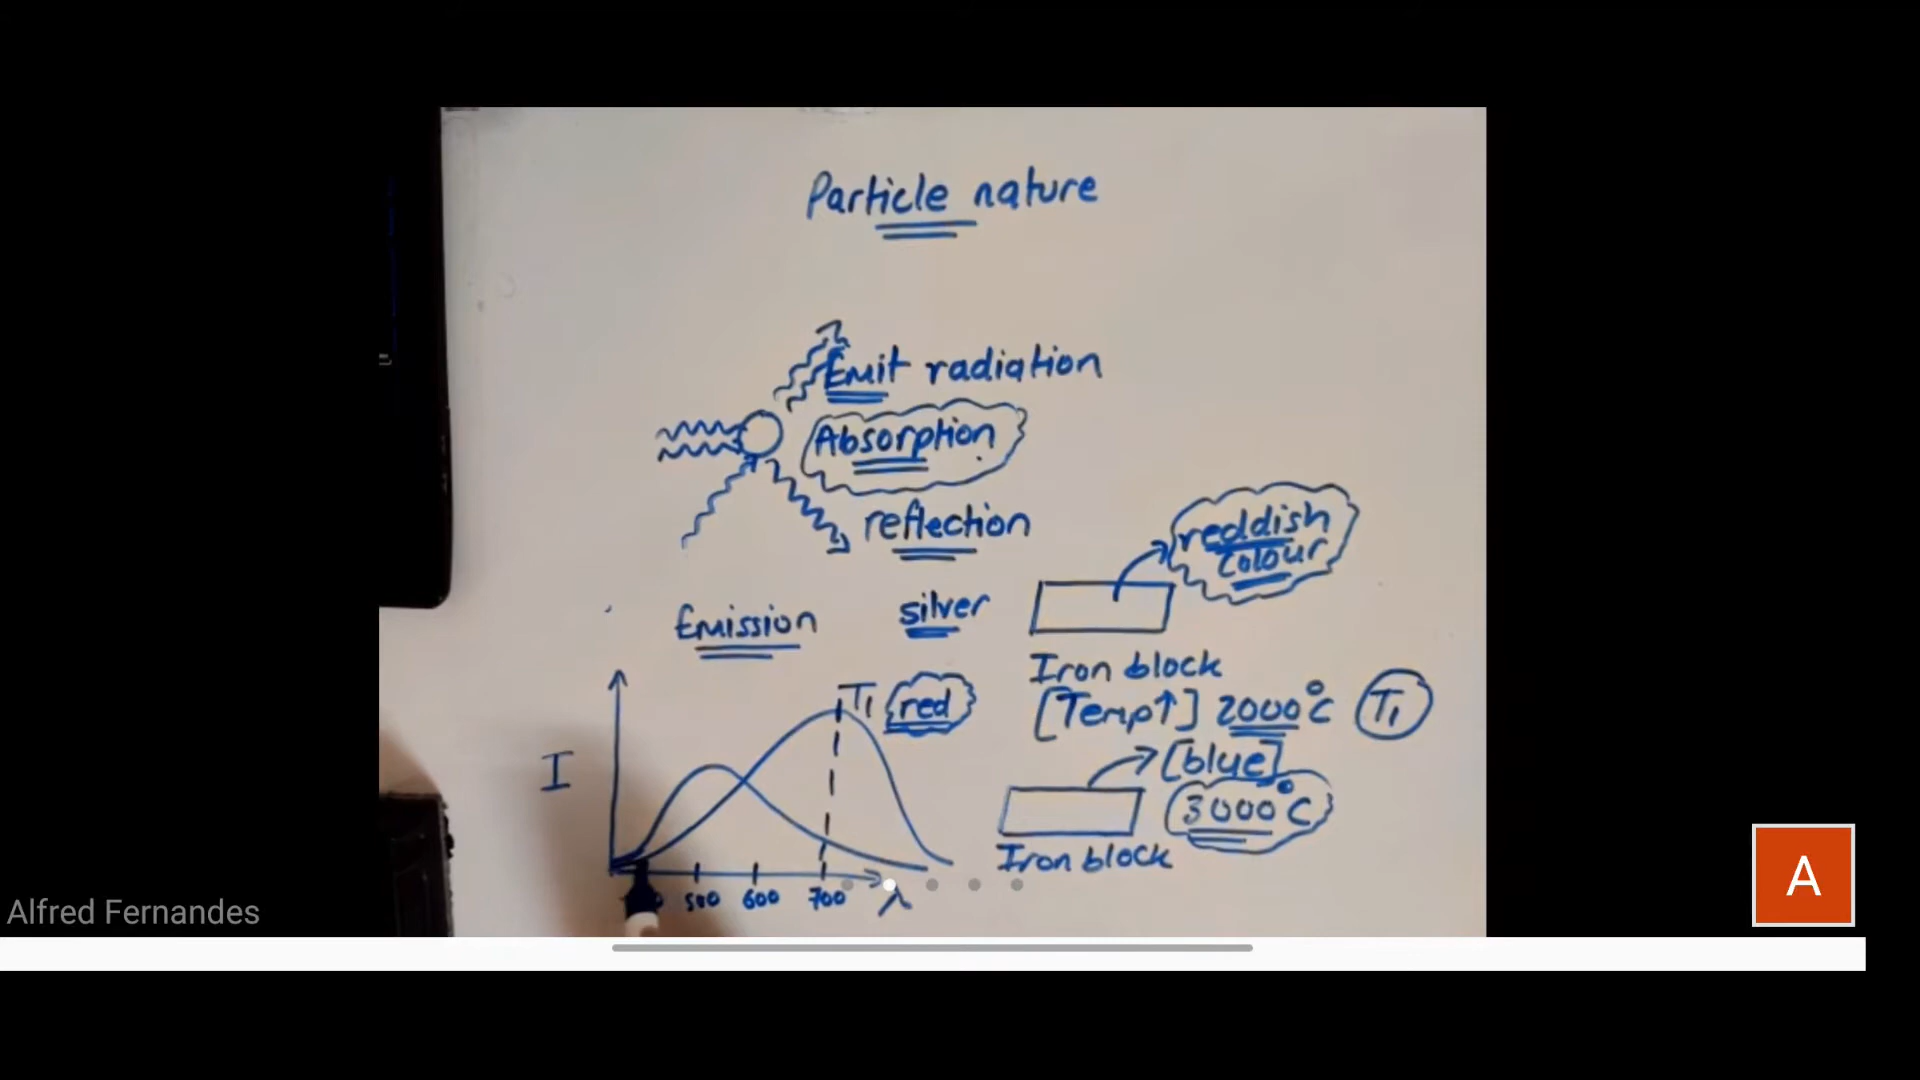 Particle nature
Emit radiation
Absorption
reflection
reddish
colour
Emission
silver
Iron block
[Temp↑] 2000°C T1
T1 red
[blue]
3000°C
Iron block
I
500 600 700 λ
Alfred Fernandes
A